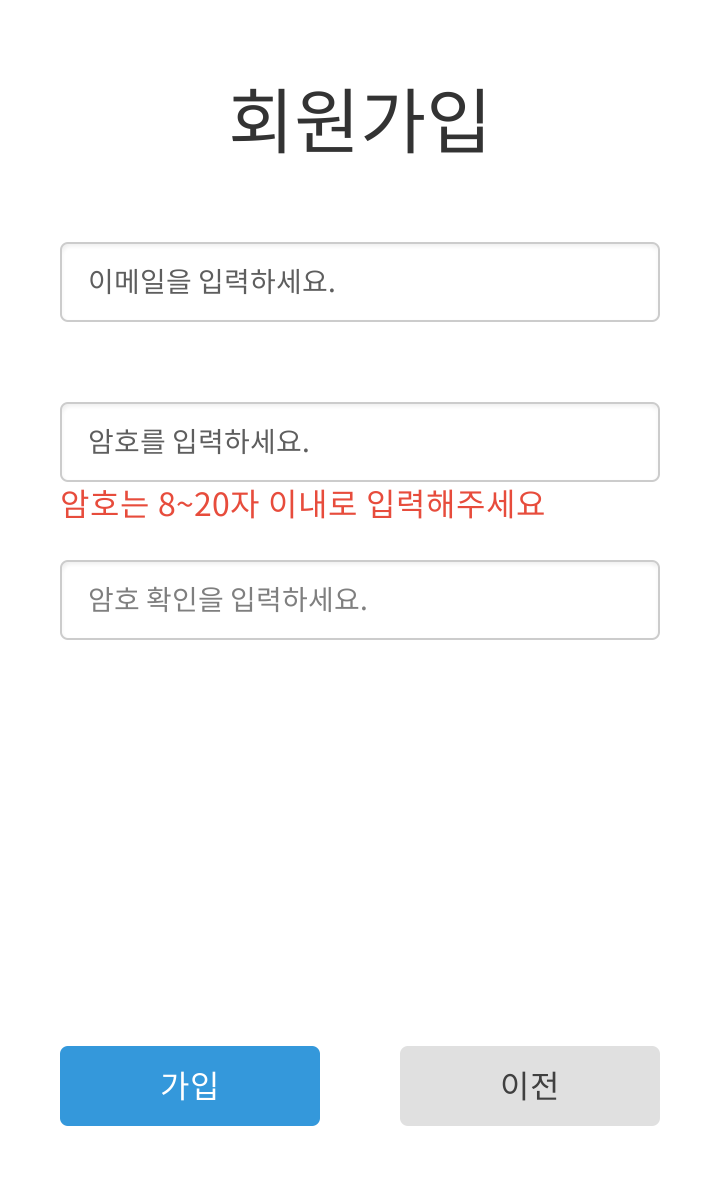 회원가입
이메일을 입력하세요.
암호를 입력하세요.
암호는 8~20자 이내로 입력해주세요
암호 확인을 입력하세요.
가입
이전